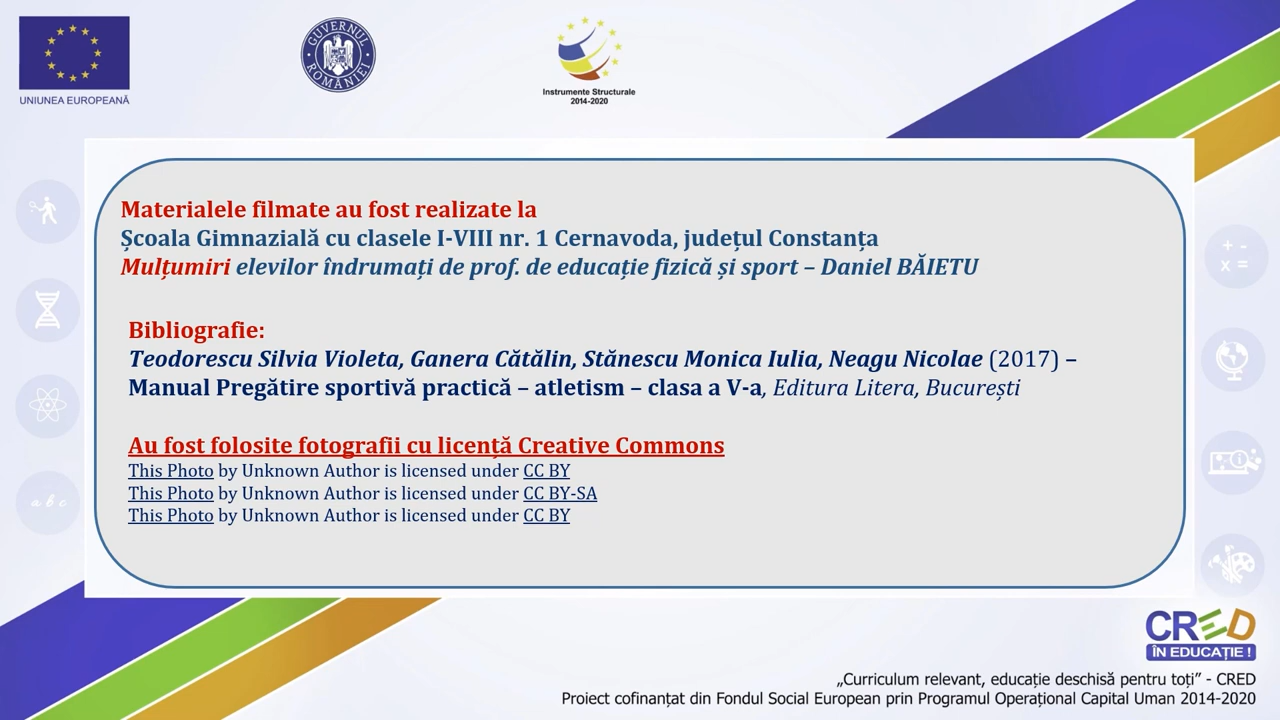 UNIUNEA EUROPEANĂ
GUVERNUL ROMÂNIEI
Instrumente Structurale
2014-2020
Materialele filmate au fost realizate la
Școala Gimnazială cu clasele I-VIII nr. 1 Cernavoda, județul Constanța
Mulțumiri elevilor îndrumați de prof. de educație fizică și sport – Daniel BĂIETU
Bibliografie:
Teodorescu Silvia Violeta, Ganera Cătălin, Stănescu Monica Iulia, Neagu Nicolae (2017) –
Manual Pregătire sportivă practică – atletism – clasa a V-a, Editura Litera, București
Au fost folosite fotografii cu licență Creative Commons
This Photo by Unknown Author is licensed under CC BY
This Photo by Unknown Author is licensed under CC BY-SA
This Photo by Unknown Author is licensed under CC BY
a b c
+ -
x =
CRED
ÎN EDUCAȚIE !
„Curriculum relevant, educație deschisă pentru toți” - CRED
Proiect cofinanțat din Fondul Social European prin Programul Operațional Capital Uman 2014-2020